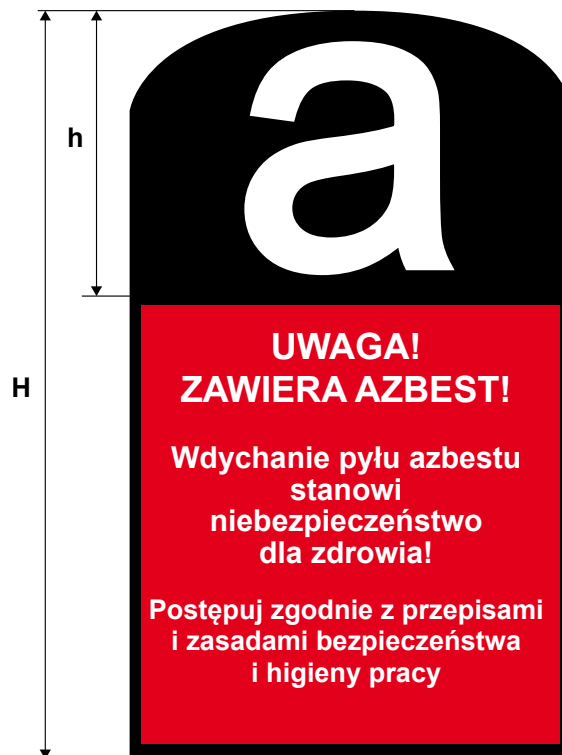 a
h
H
UWAGA!
ZAWIERA AZBEST!
Wdychanie pyłu azbestu
stanowi
niebezpieczeństwo
dla zdrowia!
Postępuj zgodnie z przepisami
i zasadami bezpieczeństwa
i higieny pracy